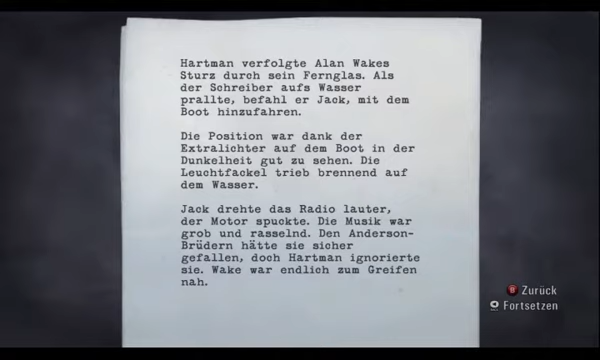 Hartman verfolgte Alan Wakes
Sturz durch sein Fernglas. Als
der Schreiber aufs Wasser
prallte, befahl er Jack, mit dem
Boot hinzufahren.
Die Position war dank der
Extralichter auf dem Boot in der
Dunkelheit gut zu sehen. Die
Leuchtfackel trieb brennend auf
dem Wasser.
Jack drehte das Radio lauter,
der Motor spuckte. Die Musik war
grob und rasselnd. Den Anderson-
Brüdern hätte sie sicher
gefallen, doch Hartman ignorierte
sie. Wake war endlich zum Greifen
nah.
Zurück
Fortsetzen